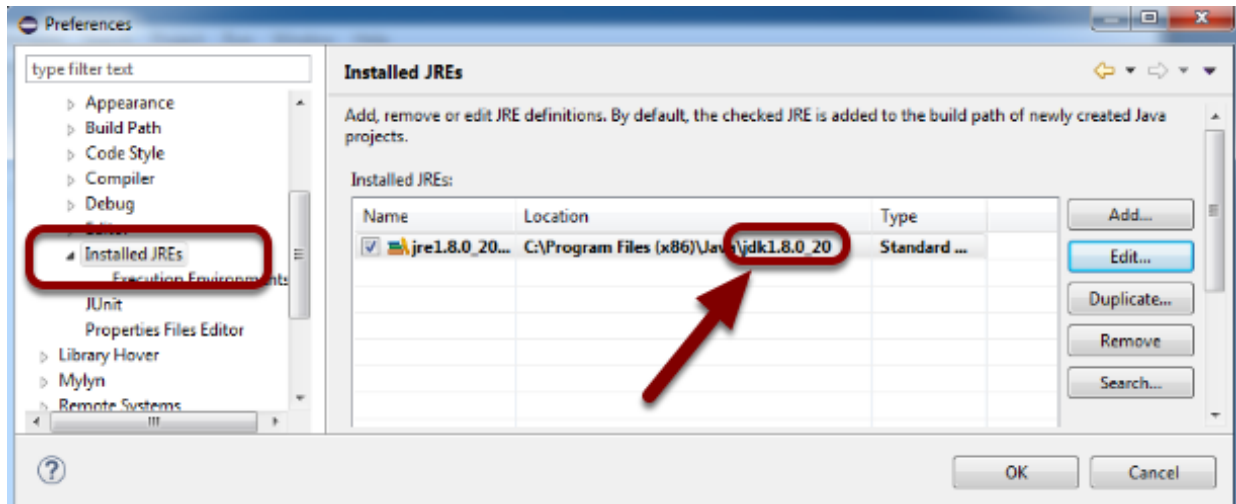 Preferences
type filter text
Appearance
Build Path
Code Style
Compiler
Debug
Editor
Installed JREs
Execution Environments
JUnit
Properties Files Editor
Library Hover
Mylyn
Remote Systems
Installed JREs
Add, remove or edit JRE definitions. By default, the checked JRE is added to the build path of newly created Java
projects.
Installed JREs:
Name Location Type
jre1.8.0_20... C:\Program Files (x86)\Java\jdk1.8.0_20 Standard ...
Add...
Edit...
Duplicate...
Remove
Search...
OK Cancel